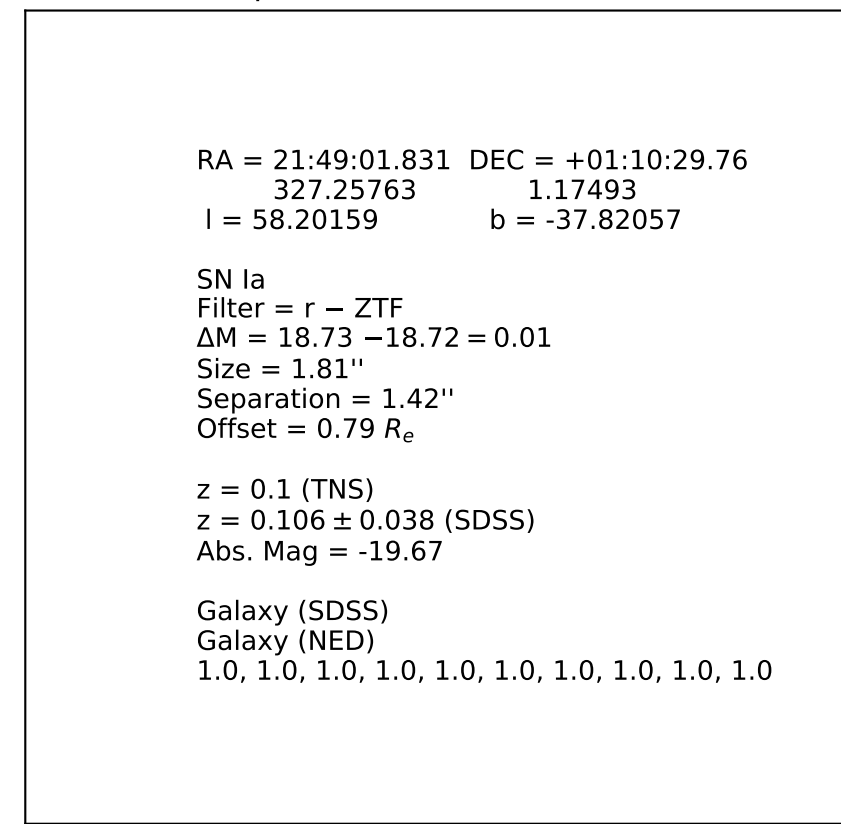 RA = 21:49:01.831 DEC = +01:10:29.76
327.25763 1.17493
l = 58.20159 b = -37.82057
SN Ia
Filter = r − ZTF
ΔM = 18.73 −18.72 = 0.01
Size = 1.81''
Separation = 1.42''
Offset = 0.79 Rₑ
z = 0.1 (TNS)
z = 0.106 ± 0.038 (SDSS)
Abs. Mag = -19.67
Galaxy (SDSS)
Galaxy (NED)
1.0, 1.0, 1.0, 1.0, 1.0, 1.0, 1.0, 1.0, 1.0, 1.0